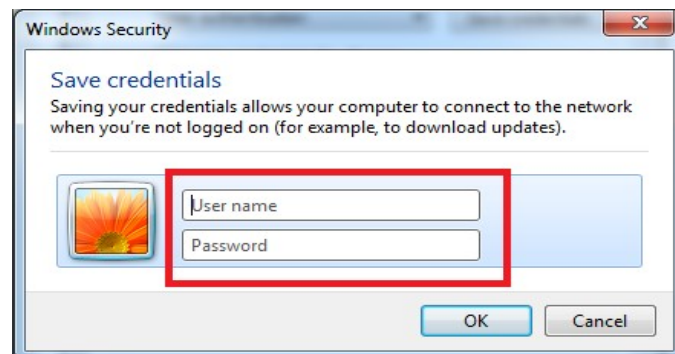 Windows Security
Save credentials
Saving your credentials allows your computer to connect to the network
when you're not logged on (for example, to download updates).
User name
Password
OK
Cancel